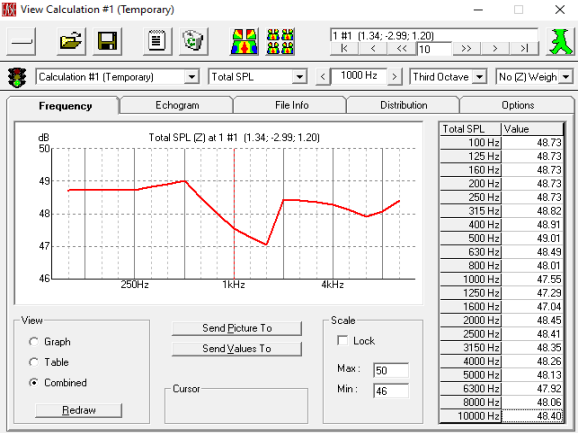 View Calculation #1 (Temporary)
1 #1 (1.34; -2.99; 1.20)
K < << 10 >> > >|
Calculation #1 (Temporary) Total SPL < 1000 Hz > Third Octave No (Z) Weigh
Frequency Echogram File Info Distribution Options
dB Total SPL (Z) at 1 #1 (1.34; -2.99; 1.20)
50
49
48
47
46
250Hz 1kHz 4kHz
Total SPL Value
100 Hz 48.73
125 Hz 48.73
160 Hz 48.73
200 Hz 48.73
250 Hz 48.73
315 Hz 48.82
400 Hz 48.91
500 Hz 49.01
630 Hz 48.49
800 Hz 48.01
1000 Hz 47.55
1250 Hz 47.29
1600 Hz 47.04
2000 Hz 48.45
2500 Hz 48.41
3150 Hz 48.35
4000 Hz 48.26
5000 Hz 48.13
6300 Hz 47.92
8000 Hz 48.06
10000 Hz 48.40
View
Graph
Table
Combined
Redraw
Send Picture To
Send Values To
Cursor
Scale
Lock
Max : 50
Min : 46